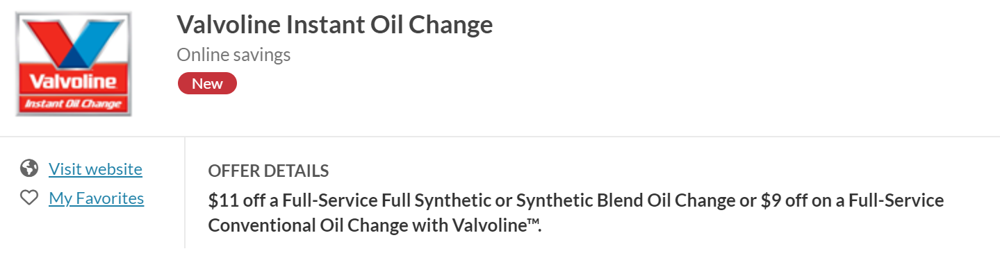 Valvoline
Instant Oil Change
Valvoline Instant Oil Change
Online savings
New
Visit website
My Favorites
OFFER DETAILS
$11 off a Full-Service Full Synthetic or Synthetic Blend Oil Change or $9 off on a Full-Service
Conventional Oil Change with Valvoline™.